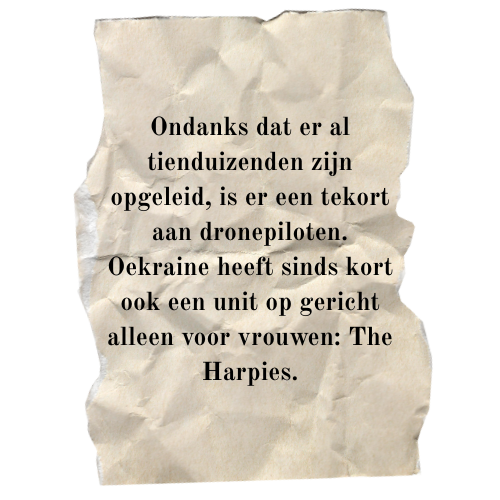 Ondanks dat er al
tienduizenden zijn
opgeleid, is er een tekort
aan dronepiloten.
Oekraine heeft sinds kort
ook een unit op gericht
alleen voor vrouwen: The
Harpies.